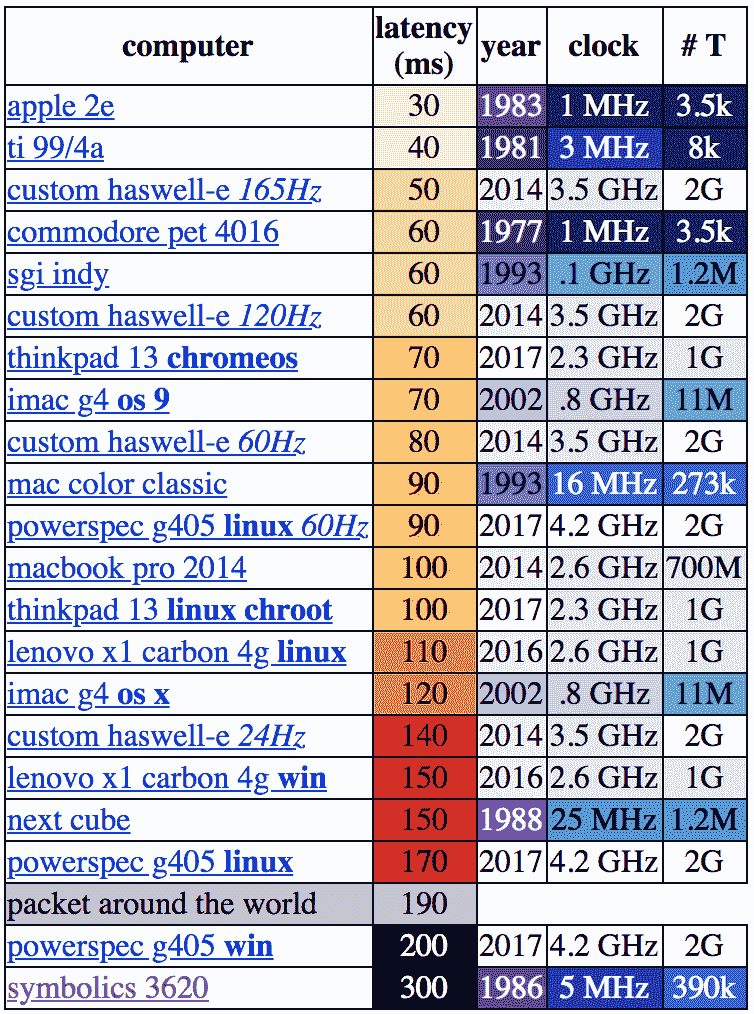 computer latency (ms) year clock # T
apple 2e 30 1983 1 MHz 3.5k
ti 99/4a 40 1981 3 MHz 8k
custom haswell-e 165Hz 50 2014 3.5 GHz 2G
commodore pet 4016 60 1977 1 MHz 3.5k
sgi indy 60 1993 .1 GHz 1.2M
custom haswell-e 120Hz 60 2014 3.5 GHz 2G
thinkpad 13 chromeos 70 2017 2.3 GHz 1G
imac g4 os 9 70 2002 .8 GHz 11M
custom haswell-e 60Hz 80 2014 3.5 GHz 2G
mac color classic 90 1993 16 MHz 273k
powerspec g405 linux 60Hz 90 2017 4.2 GHz 2G
macbook pro 2014 100 2014 2.6 GHz 700M
thinkpad 13 linux chroot 100 2017 2.3 GHz 1G
lenovo x1 carbon 4g linux 110 2016 2.6 GHz 1G
imac g4 os x 120 2002 .8 GHz 11M
custom haswell-e 24Hz 140 2014 3.5 GHz 2G
lenovo x1 carbon 4g win 150 2016 2.6 GHz 1G
next cube 150 1988 25 MHz 1.2M
powerspec g405 linux 170 2017 4.2 GHz 2G
packet around the world 190
powerspec g405 win 200 2017 4.2 GHz 2G
symbolics 3620 300 1986 5 MHz 390k